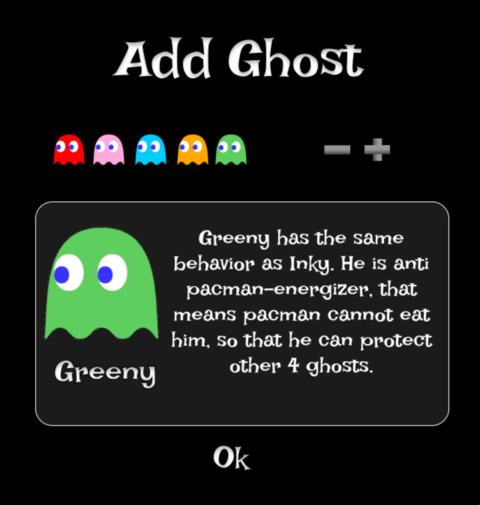 Add Ghost
Greeny has the same
behavior as Inky. He is anti
pacman-energizer, that
means pacman cannot eat
him, so that he can protect
other 4 ghosts.
Greeny
Ok